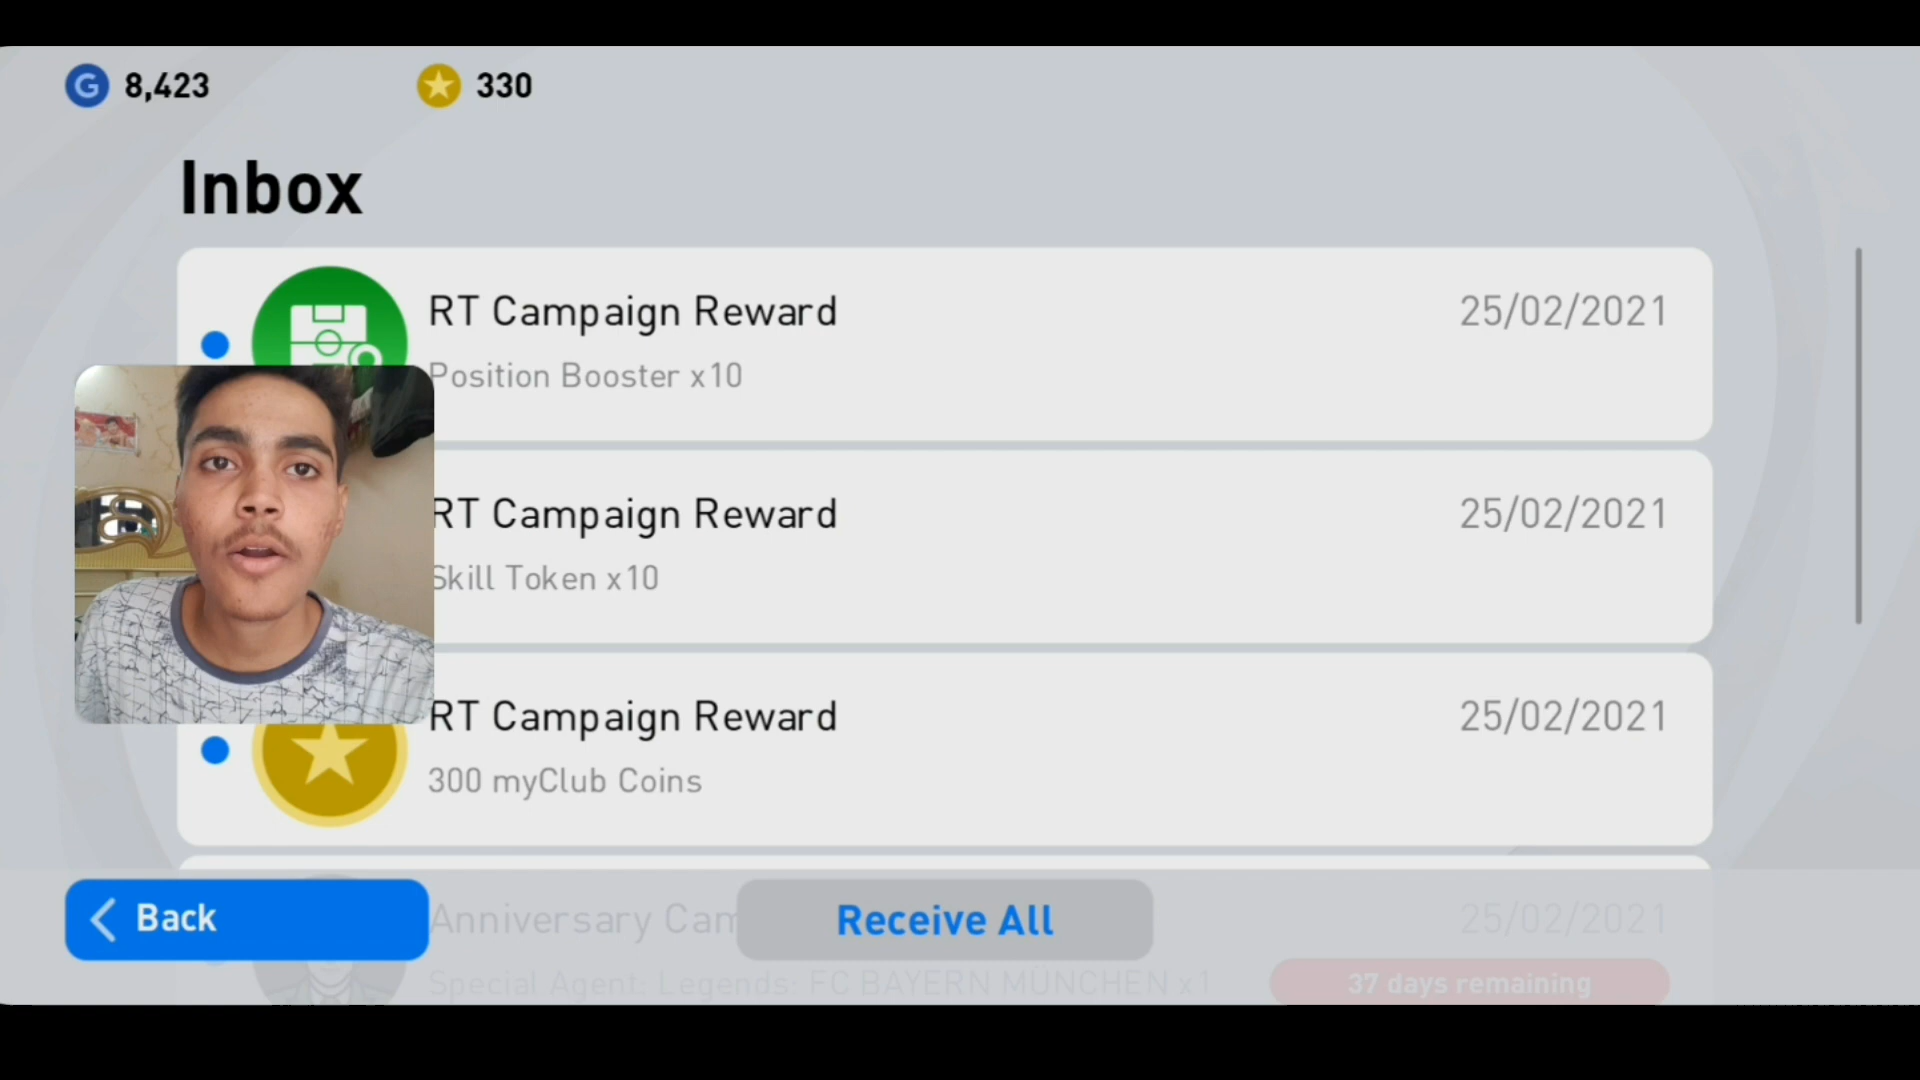 G 8,423
330
Inbox
RT Campaign Reward
25/02/2021
Position Booster x10
RT Campaign Reward
25/02/2021
Skill Token x10
RT Campaign Reward
25/02/2021
300 myClub Coins
Back
Anniversary Cam
Receive All
25/02/2021
Special Agent: Legends: FC BAYERN MÜNCHEN x1
37 days remaining